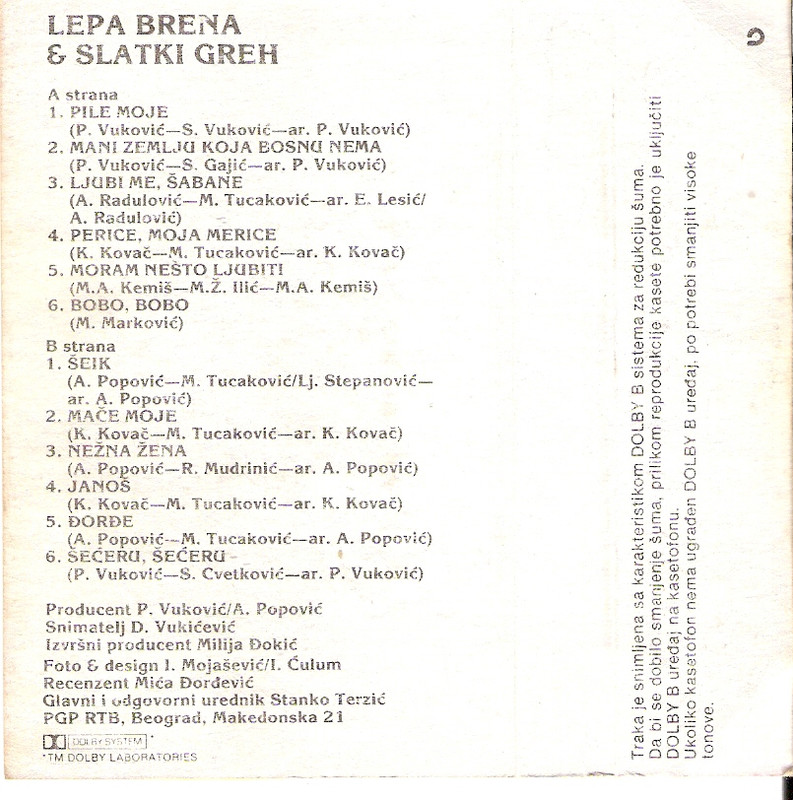 LEPA BRENA
& SLATKI GREH
A strana
1. PILE MOJE
(P. Vuković—S. Vuković—ar. P. Vuković)
2. MANI ZEMLJU KOJA BOSNU NEMA
(P. Vuković—S. Gajić—ar. P. Vuković)
3. LJUBI ME, ŠABANE
(A. Radulović—M. Tucaković—ar. E. Lesić/
A. Radulović)
4. PERICE, MOJA MERICE
(K. Kovač—M. Tucaković—ar. K. Kovač)
5. MORAM NEŠTO LJUBITI
(M.A. Kemiš—M.Ž. Ilić—M.A. Kemiš)
6. BOBO, BOBO
(M. Marković)
B strana
1. ŠEIK
(A. Popović—M. Tucaković/Lj. Stepanović—
ar. A. Popović)
2. MAČE MOJE
(K. Kovač—M. Tucaković—ar. K. Kovač)
3. NEŽNA ŽENA
(A. Popović—R. Mudrinić—ar. A. Popović)
4. JANOŠ
(K. Kovač—M. Tucaković—ar. K. Kovač)
5. ĐORĐE
(A. Popović—M. Tucaković—ar. A. Popović)
6. ŠEĆERU, ŠEĆERU
(P. Vuković—S. Cvetković—ar. P. Vuković)
Producent P. Vuković/A. Popović
Snimatelj D. Vukićević
Izvršni producent Milija Đokić
Foto & design I. Mojašević/I. Ćulum
Recenzent Mića Đorđević
Glavni i odgovorni urednik Stanko Terzić
PGP RTB, Beograd, Makedonska 21
DOLBY SYSTEM *
*TM DOLBY LABORATORIES
Traka je snimljena sa karakteristikom DOLBY B sistema za redukciju šuma.
Da bi se dobilo smanjenje šuma, prilikom reprodukcije kasete potrebno je uključiti
DOLBY B uređaj na kasetofonu.
Ukoliko kasetofon nema ugrađen DOLBY B uređaj, po potrebi smanjiti visoke
tonove.